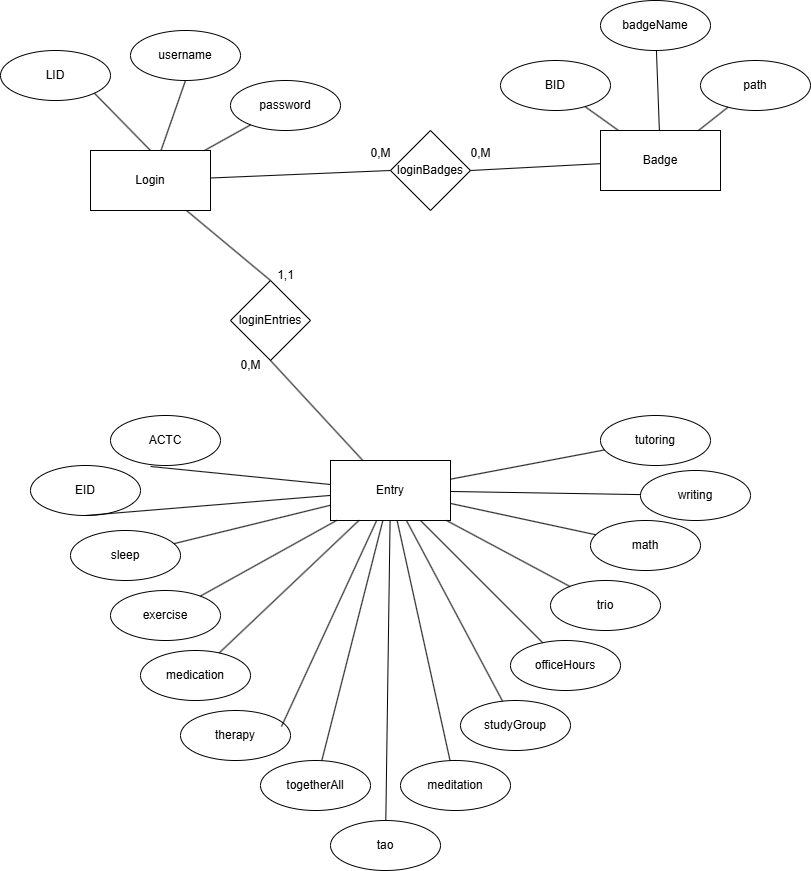 badgeName
username
LID
BID
path
password
0,M
0,M
Login
loginBadges
Badge
1,1
loginEntries
0,M
ACTC
tutoring
EID
Entry
writing
sleep
math
exercise
trio
medication
officeHours
therapy
studyGroup
togetherAll
meditation
tao